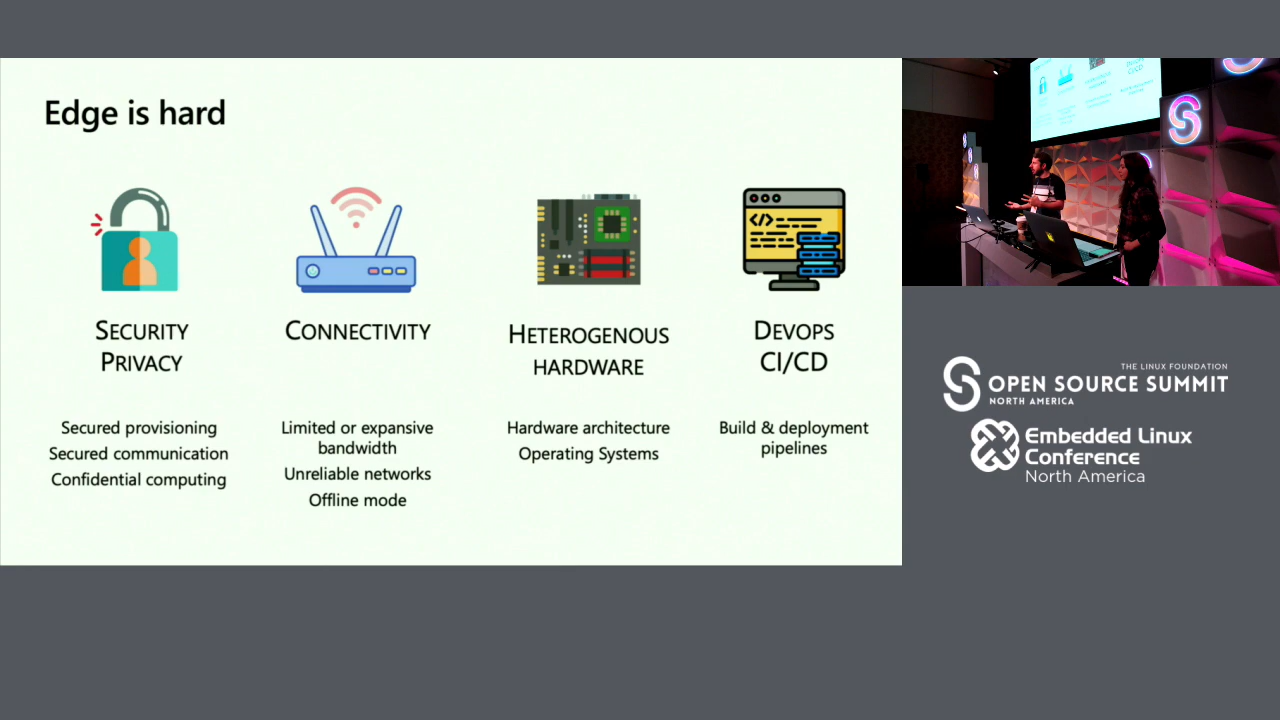 Edge is hard
SECURITY
PRIVACY
Secured provisioning
Secured communication
Confidential computing
CONNECTIVITY
Limited or expansive
bandwidth
Unreliable networks
Offline mode
HETEROGENOUS
HARDWARE
Hardware architecture
Operating Systems
DEVOPS
CI/CD
Build & deployment
pipelines
THE LINUX FOUNDATION
OPEN SOURCE SUMMIT
NORTH AMERICA
Embedded Linux
Conference
North America